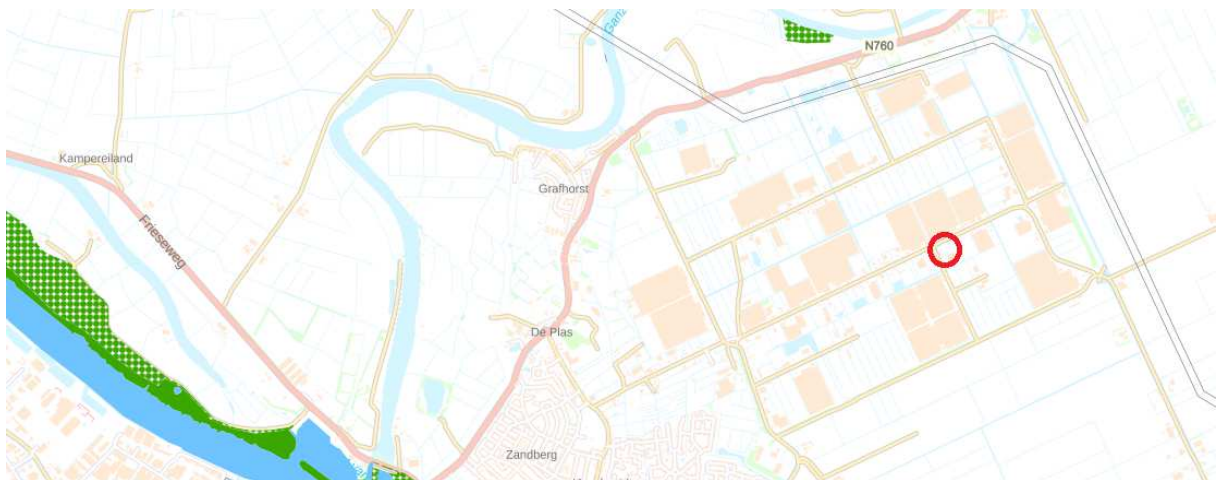 N760
Kampereiland
Grafhorst
Frieseweg
De Plas
Zandberg